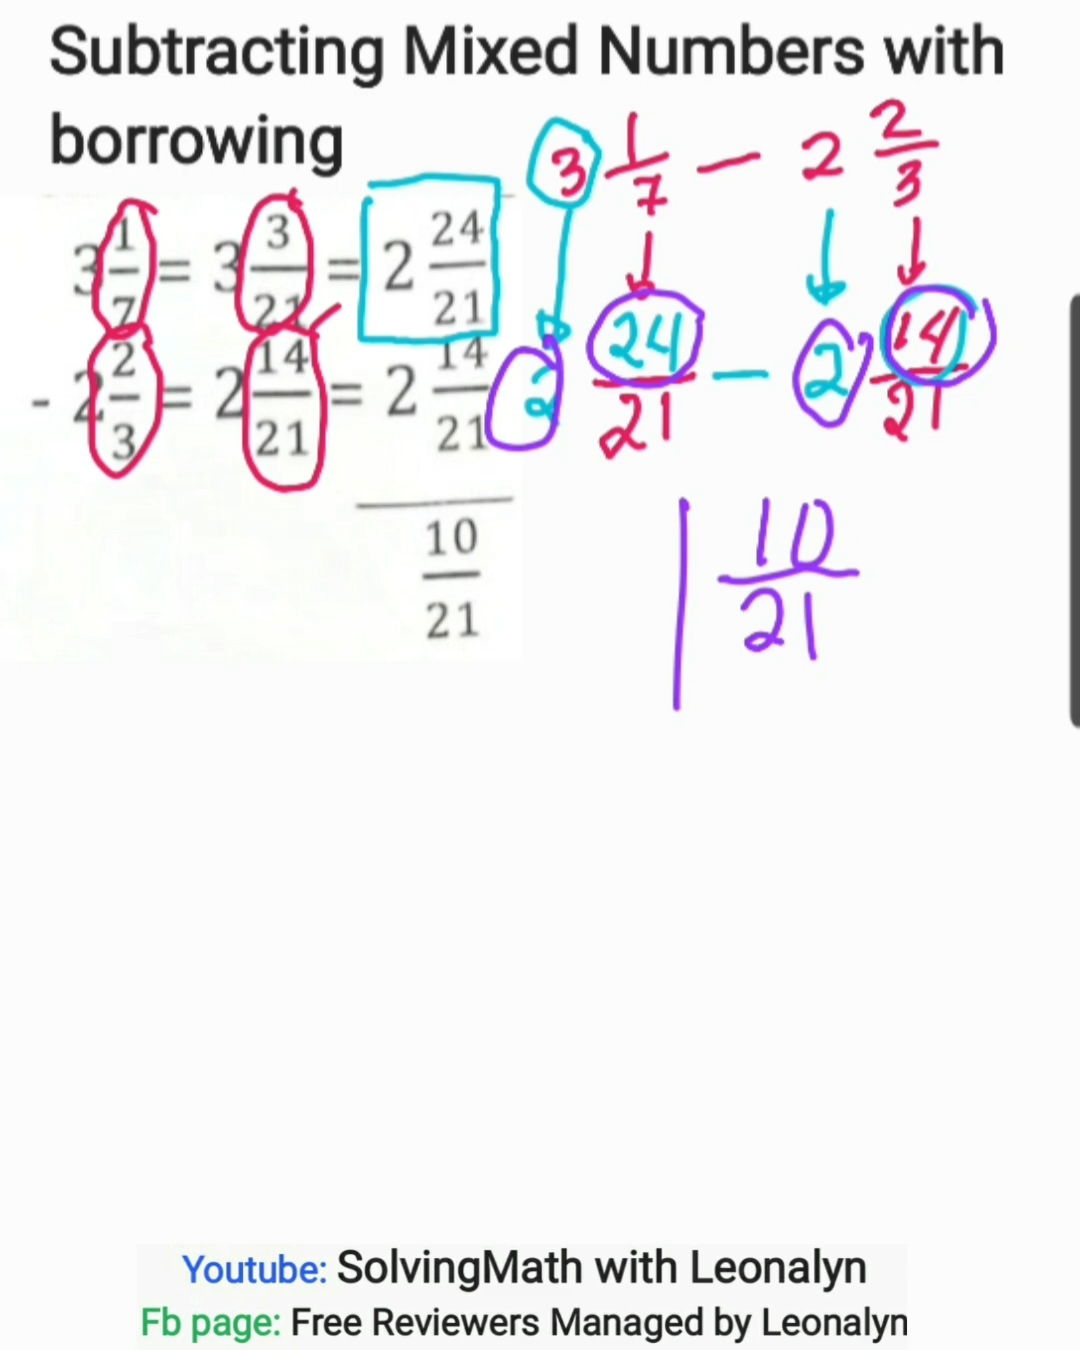 Subtracting Mixed Numbers with
borrowing
3 1/7 = 3 3/21 = 2 24/21
- 2 2/3 = 2 14/21 = 2 14/21
10/21
3 1/7 - 2 2/3
2 24/21 - 2 14/21
| 10/21
Youtube: SolvingMath with Leonalyn
Fb page: Free Reviewers Managed by Leonalyn